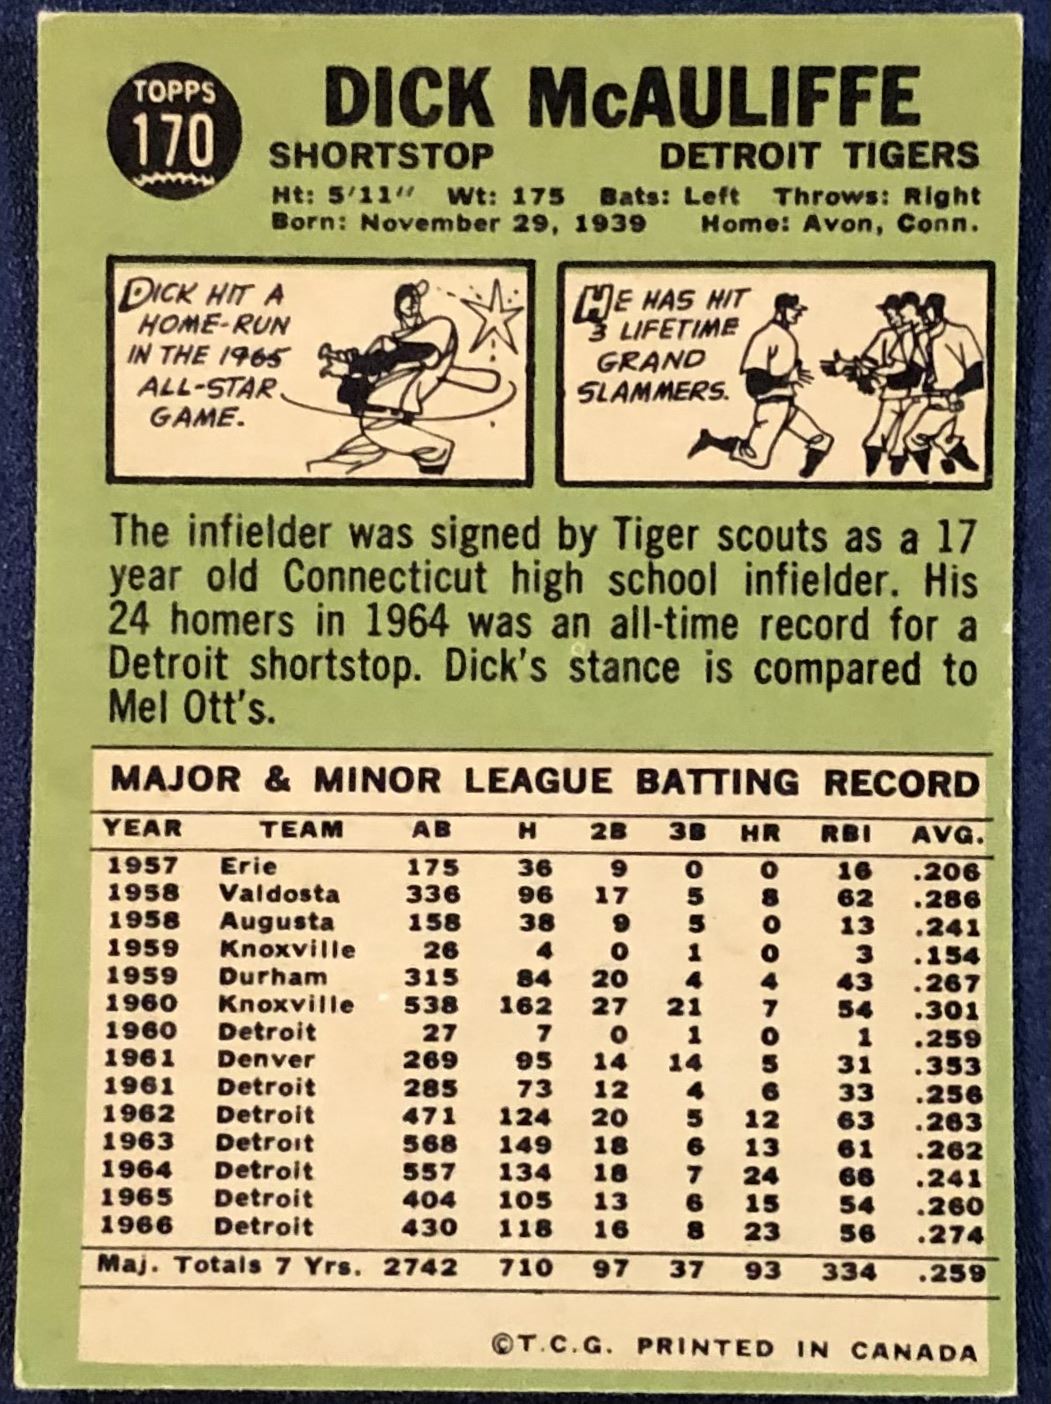 TOPPS
170
DICK McAULIFFE
SHORTSTOP DETROIT TIGERS
Ht: 5'11" Wt: 175 Bats: Left Throws: Right
Born: November 29, 1939 Home: Avon, Conn.
DICK HIT A
HOME-RUN
IN THE 1965
ALL-STAR
GAME.
HE HAS HIT
3 LIFETIME
GRAND
SLAMMERS.
The infielder was signed by Tiger scouts as a 17
year old Connecticut high school infielder. His
24 homers in 1964 was an all-time record for a
Detroit shortstop. Dick's stance is compared to
Mel Ott's.
MAJOR & MINOR LEAGUE BATTING RECORD
YEAR TEAM AB H 2B 3B HR RBI AVG.
1957 Erie 175 36 9 0 0 16 .206
1958 Valdosta 336 96 17 5 8 62 .286
1958 Augusta 158 38 9 5 0 13 .241
1959 Knoxville 26 4 0 1 0 3 .154
1959 Durham 315 84 20 4 4 43 .267
1960 Knoxville 538 162 27 21 7 54 .301
1960 Detroit 27 7 0 1 0 1 .259
1961 Denver 269 95 14 14 5 31 .353
1961 Detroit 285 73 12 4 6 33 .256
1962 Detroit 471 124 20 5 12 63 .263
1963 Detroit 568 149 18 6 13 61 .262
1964 Detroit 557 134 18 7 24 66 .241
1965 Detroit 404 105 13 6 15 54 .260
1966 Detroit 430 118 16 8 23 56 .274
Maj. Totals 7 Yrs. 2742 710 97 37 93 334 .259
©T.C.G. PRINTED IN CANADA